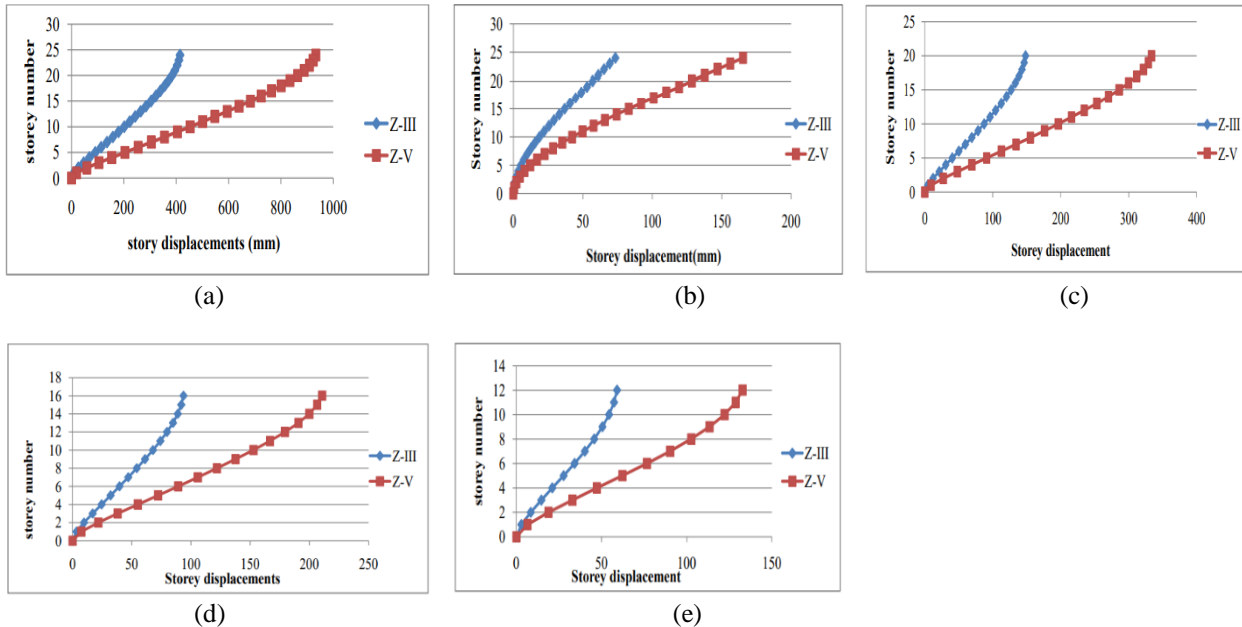 30
25
20
15
10
5
0
storey number
0 200 400 600 800 1000
story displacements (mm)
Z-III
Z-V
(a)
30
25
20
15
10
5
0
Storey number
0 50 100 150 200
Storey displacement(mm)
Z-III
Z-V
(b)
25
20
15
10
5
0
Storey number
0 100 200 300 400
Storey displacement
Z-III
Z-V
(c)
18
16
14
12
10
8
6
4
2
0
storey number
0 50 100 150 200 250
Storey displacements
Z-III
Z-V
(d)
14
12
10
8
6
4
2
0
storey number
0 50 100 150
Storey displacement
Z-III
Z-V
(e)